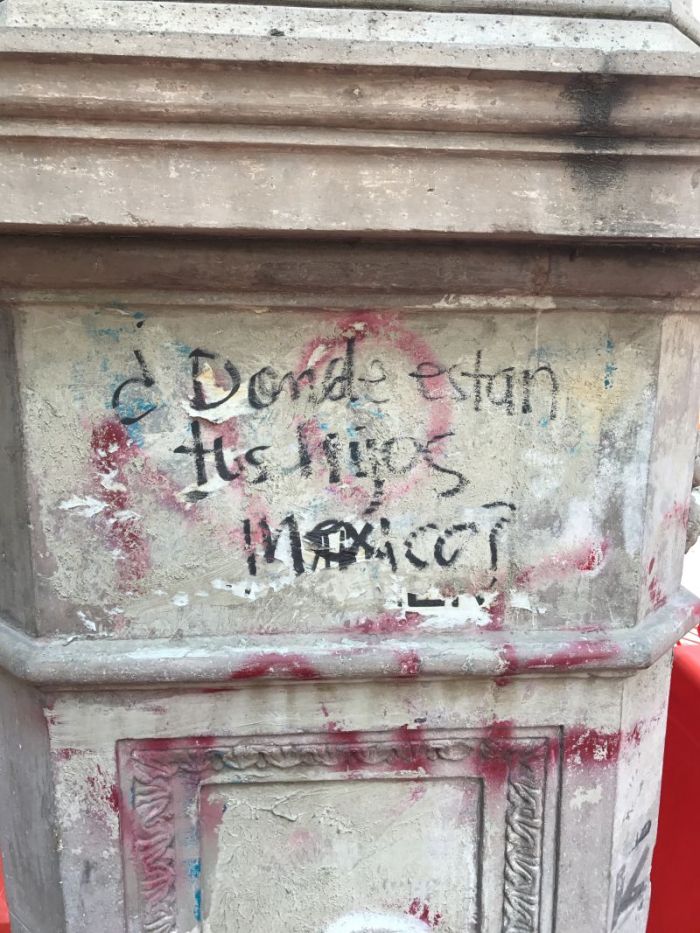 ¿Donde estan
tus hijos
Mexico?